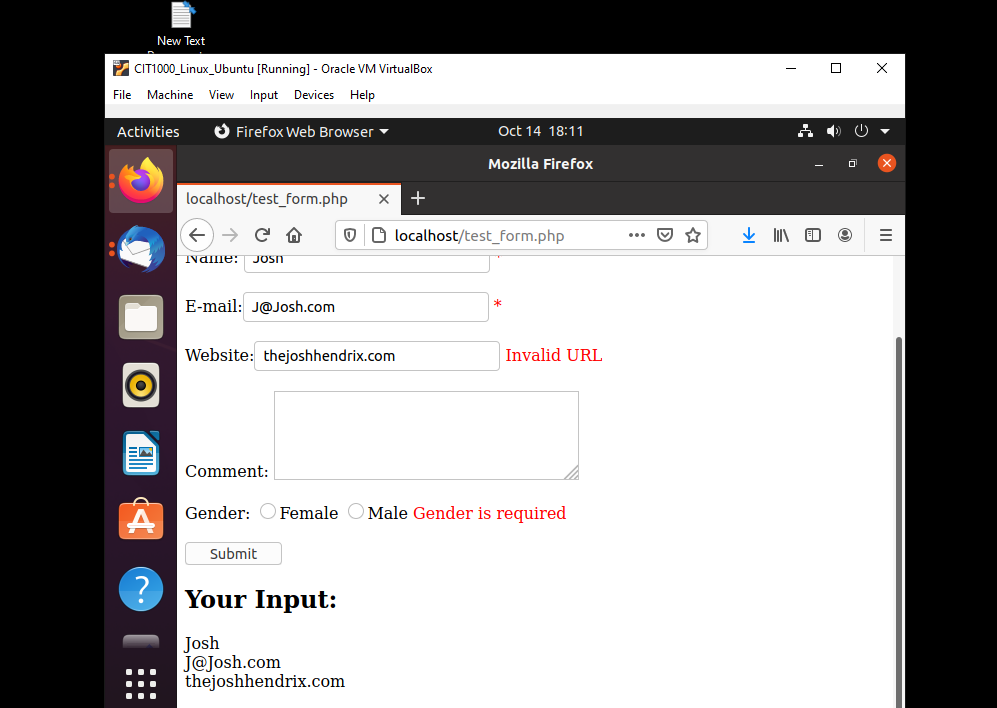 New Text
CIT1000_Linux_Ubuntu [Running] - Oracle VM VirtualBox
File Machine View Input Devices Help
Activities Firefox Web Browser Oct 14 18:11
Mozilla Firefox
localhost/test_form.php
localhost/test_form.php
Name: Josh *
E-mail: J@Josh.com *
Website: thejoshhendrix.com Invalid URL
Comment:
Gender: Female Male Gender is required
Submit
Your Input:
Josh
J@Josh.com
thejoshhendrix.com